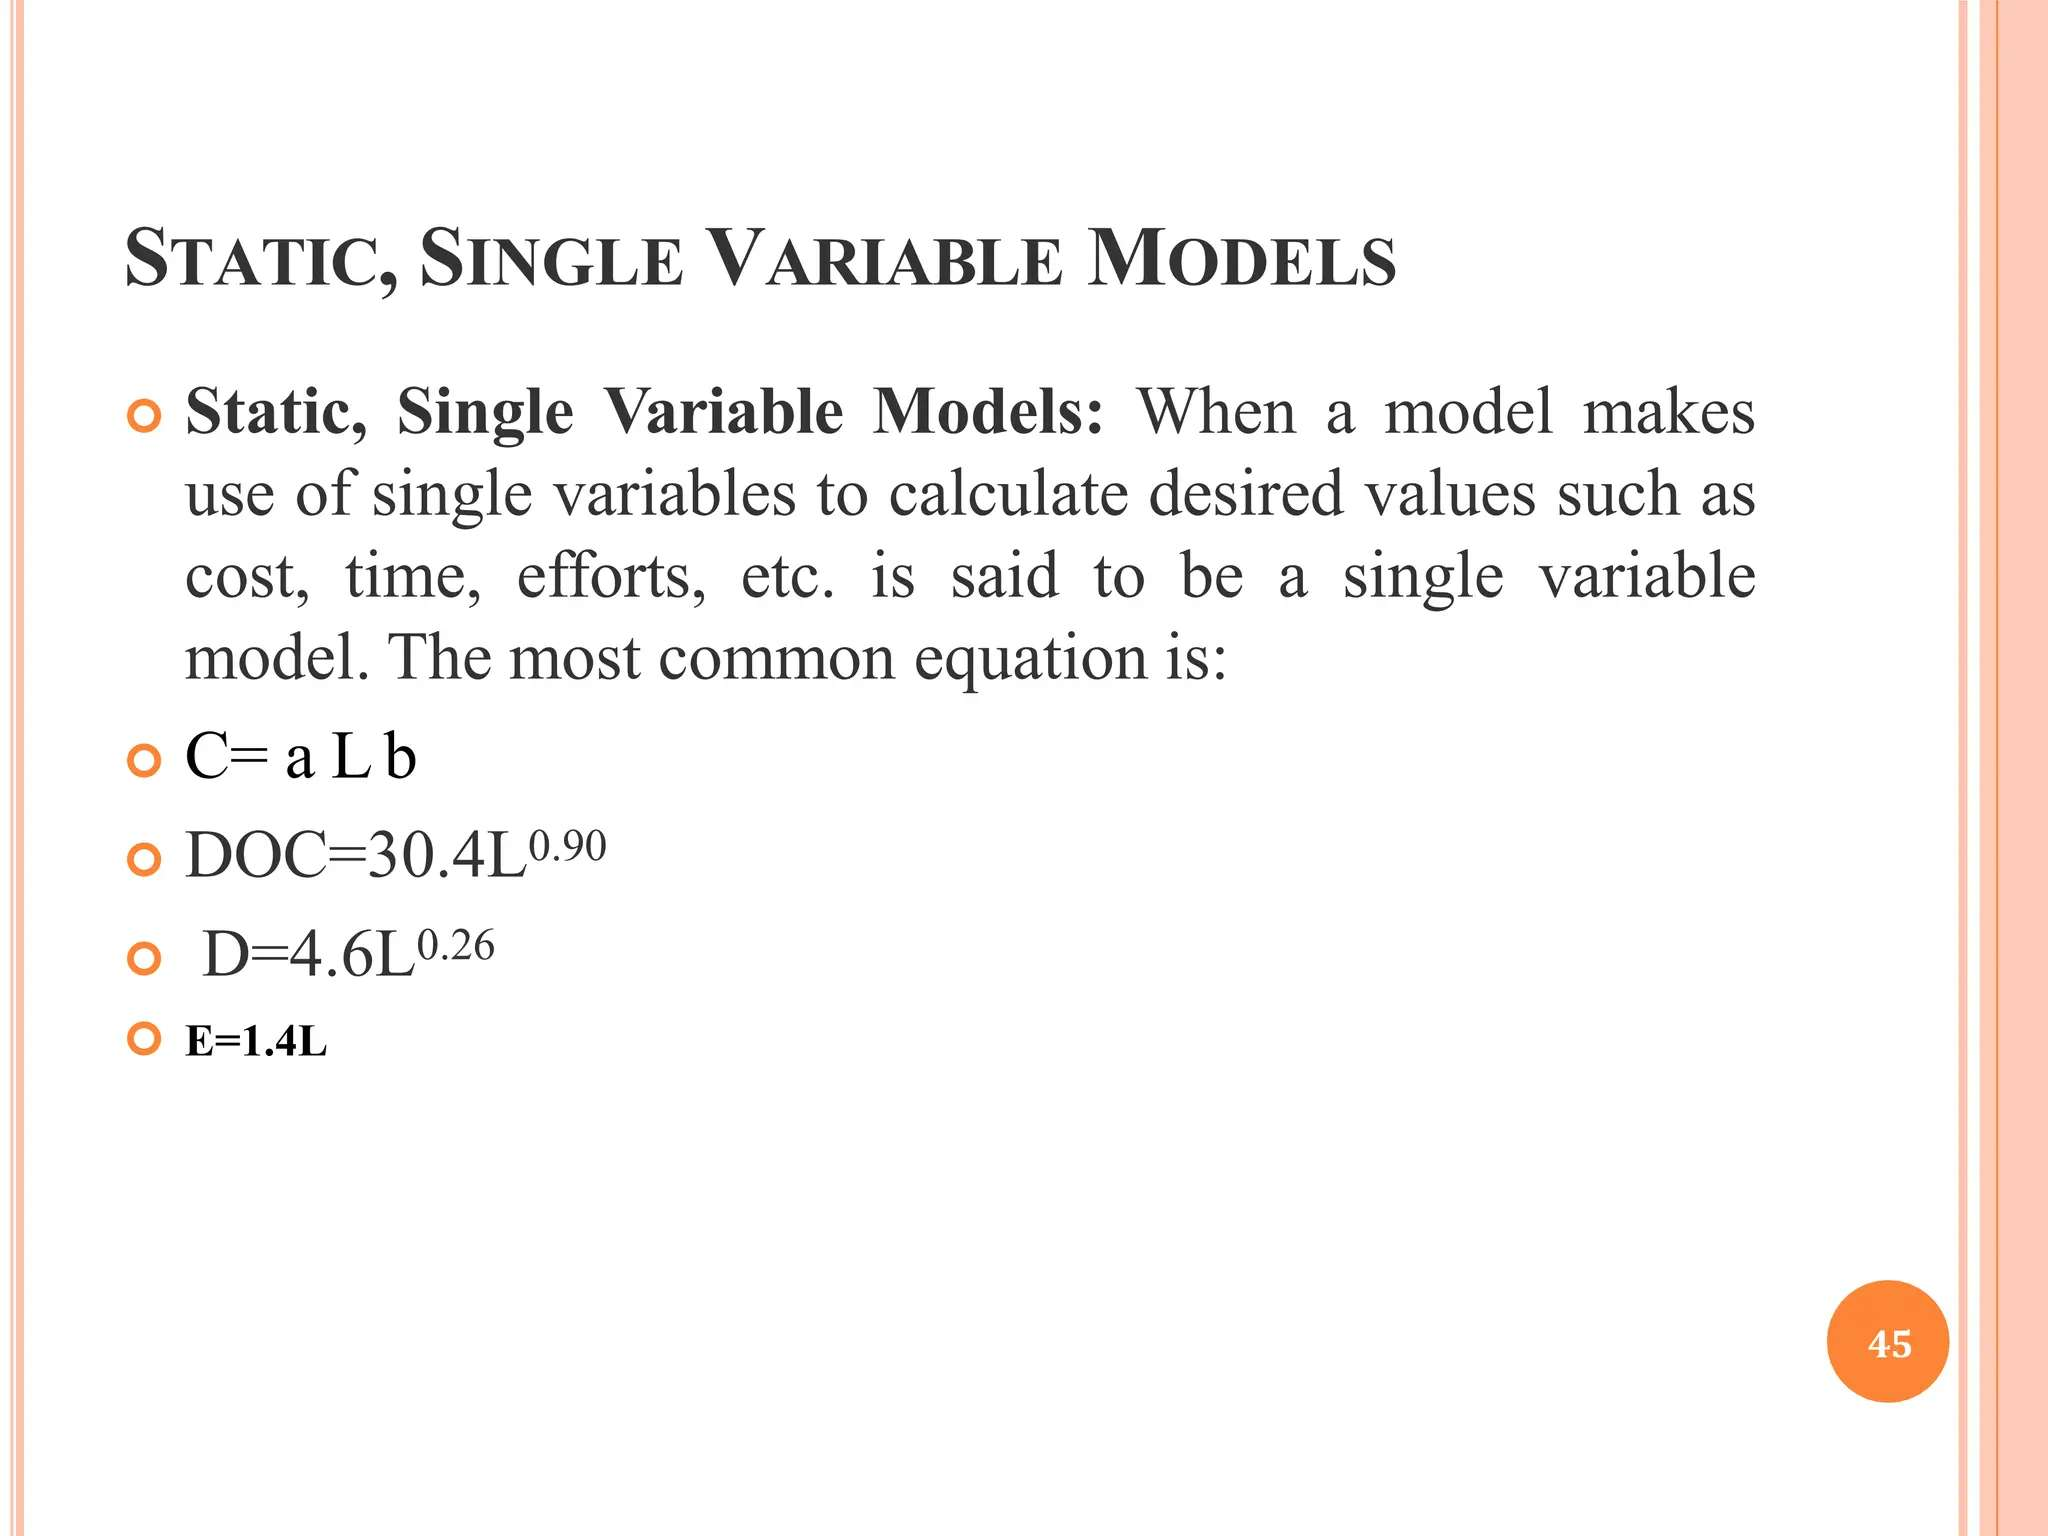 STATIC, SINGLE VARIABLE MODELS
Static, Single Variable Models: When a model makes
use of single variables to calculate desired values such as
cost, time, efforts, etc. is said to be a single variable
model. The most common equation is:
C= a L b
DOC=30.4L⁰·⁹⁰
D=4.6L⁰·²⁶
E=1.4L
45